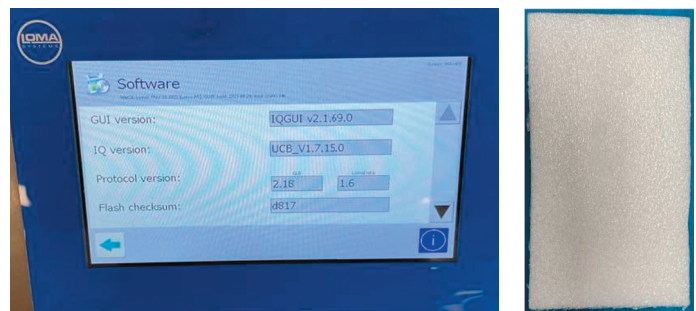 LOMA
SYSTEMS
Software
GUI version: IQGUI v2.1.69.0
IQ version: UCB_V1.7.15.0
Protocol version: 2.18 1.6
Flash checksum: d817
i